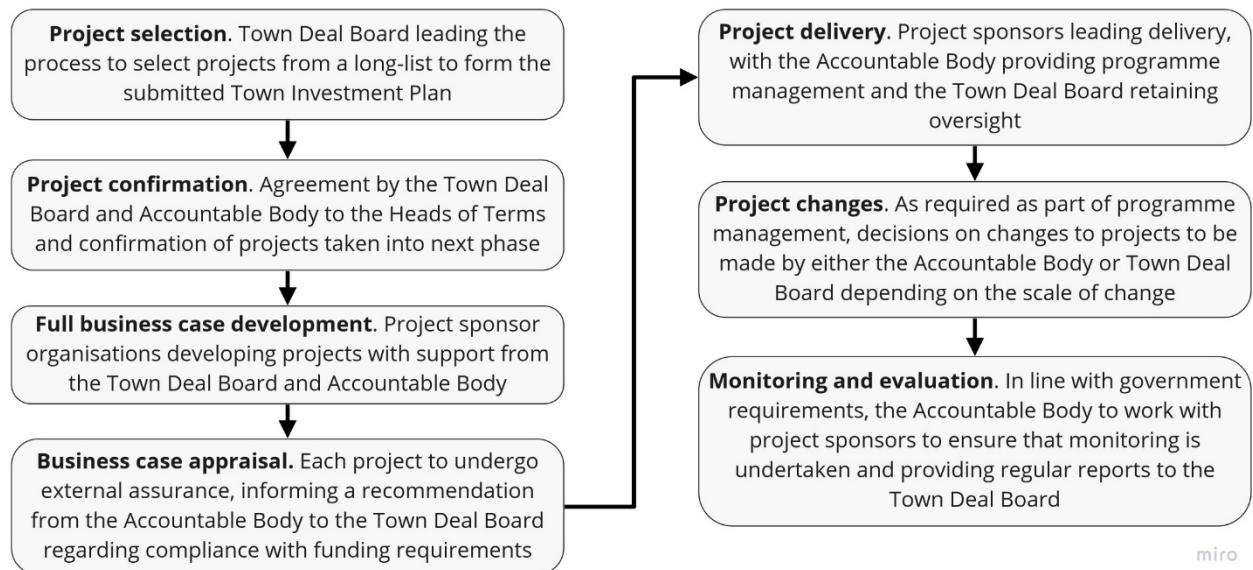 Project selection. Town Deal Board leading the
process to select projects from a long-list to form the
submitted Town Investment Plan
Project confirmation. Agreement by the Town Deal
Board and Accountable Body to the Heads of Terms
and confirmation of projects taken into next phase
Full business case development. Project sponsor
organisations developing projects with support from
the Town Deal Board and Accountable Body
Business case appraisal. Each project to undergo
external assurance, informing a recommendation
from the Accountable Body to the Town Deal Board
regarding compliance with funding requirements
Project delivery. Project sponsors leading delivery,
with the Accountable Body providing programme
management and the Town Deal Board retaining
oversight
Project changes. As required as part of programme
management, decisions on changes to projects to be
made by either the Accountable Body or Town Deal
Board depending on the scale of change
Monitoring and evaluation. In line with government
requirements, the Accountable Body to work with
project sponsors to ensure that monitoring is
undertaken and providing regular reports to the
Town Deal Board
miro